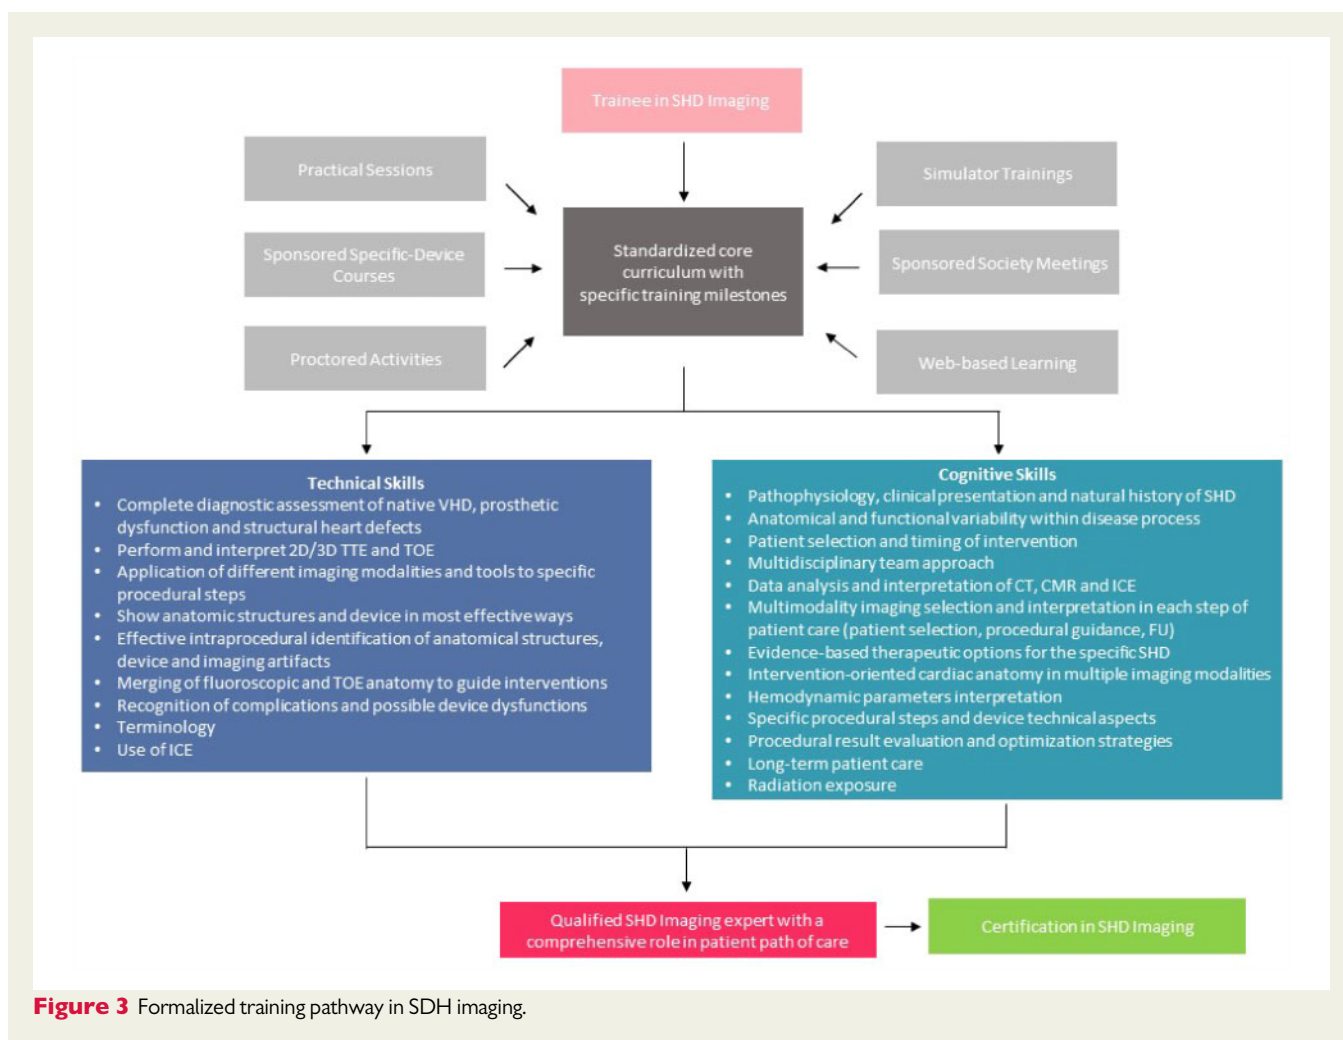 Trainee in SHD Imaging
Practical Sessions
Simulator Trainings
Sponsored Specific-Device
Courses
Standardized core
curriculum with
specific training milestones
Sponsored Society Meetings
Proctored Activities
Web-based Learning
Technical Skills
• Complete diagnostic assessment of native VHD, prosthetic
dysfunction and structural heart defects
• Perform and interpret 2D/3D TTE and TOE
• Application of different imaging modalities and tools to specific
procedural steps
• Show anatomic structures and device in most effective ways
• Effective intraprocedural identification of anatomical structures,
device and imaging artifacts
• Merging of fluoroscopic and TOE anatomy to guide interventions
• Recognition of complications and possible device dysfunctions
• Terminology
• Use of ICE
Cognitive Skills
• Pathophysiology, clinical presentation and natural history of SHD
• Anatomical and functional variability within disease process
• Patient selection and timing of intervention
• Multidisciplinary team approach
• Data analysis and interpretation of CT, CMR and ICE
• Multimodality imaging selection and interpretation in each step of
patient care (patient selection, procedural guidance, FU)
• Evidence-based therapeutic options for the specific SHD
• Intervention-oriented cardiac anatomy in multiple imaging modalities
• Hemodynamic parameters interpretation
• Specific procedural steps and device technical aspects
• Procedural result evaluation and optimization strategies
• Long-term patient care
• Radiation exposure
Qualified SHD Imaging expert with a
comprehensive role in patient path of care
Certification in SHD Imaging
Figure 3 Formalized training pathway in SDH imaging.